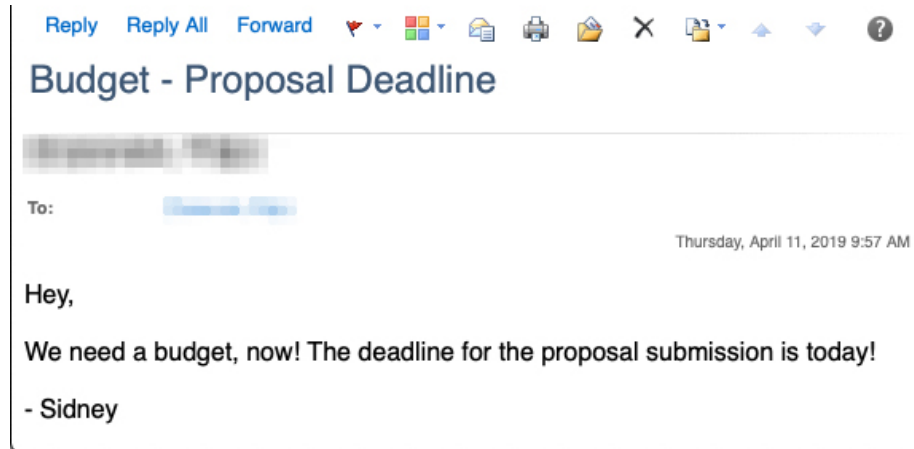 Reply Reply All Forward
Budget - Proposal Deadline
To:
Thursday, April 11, 2019 9:57 AM
Hey,
We need a budget, now! The deadline for the proposal submission is today!
- Sidney